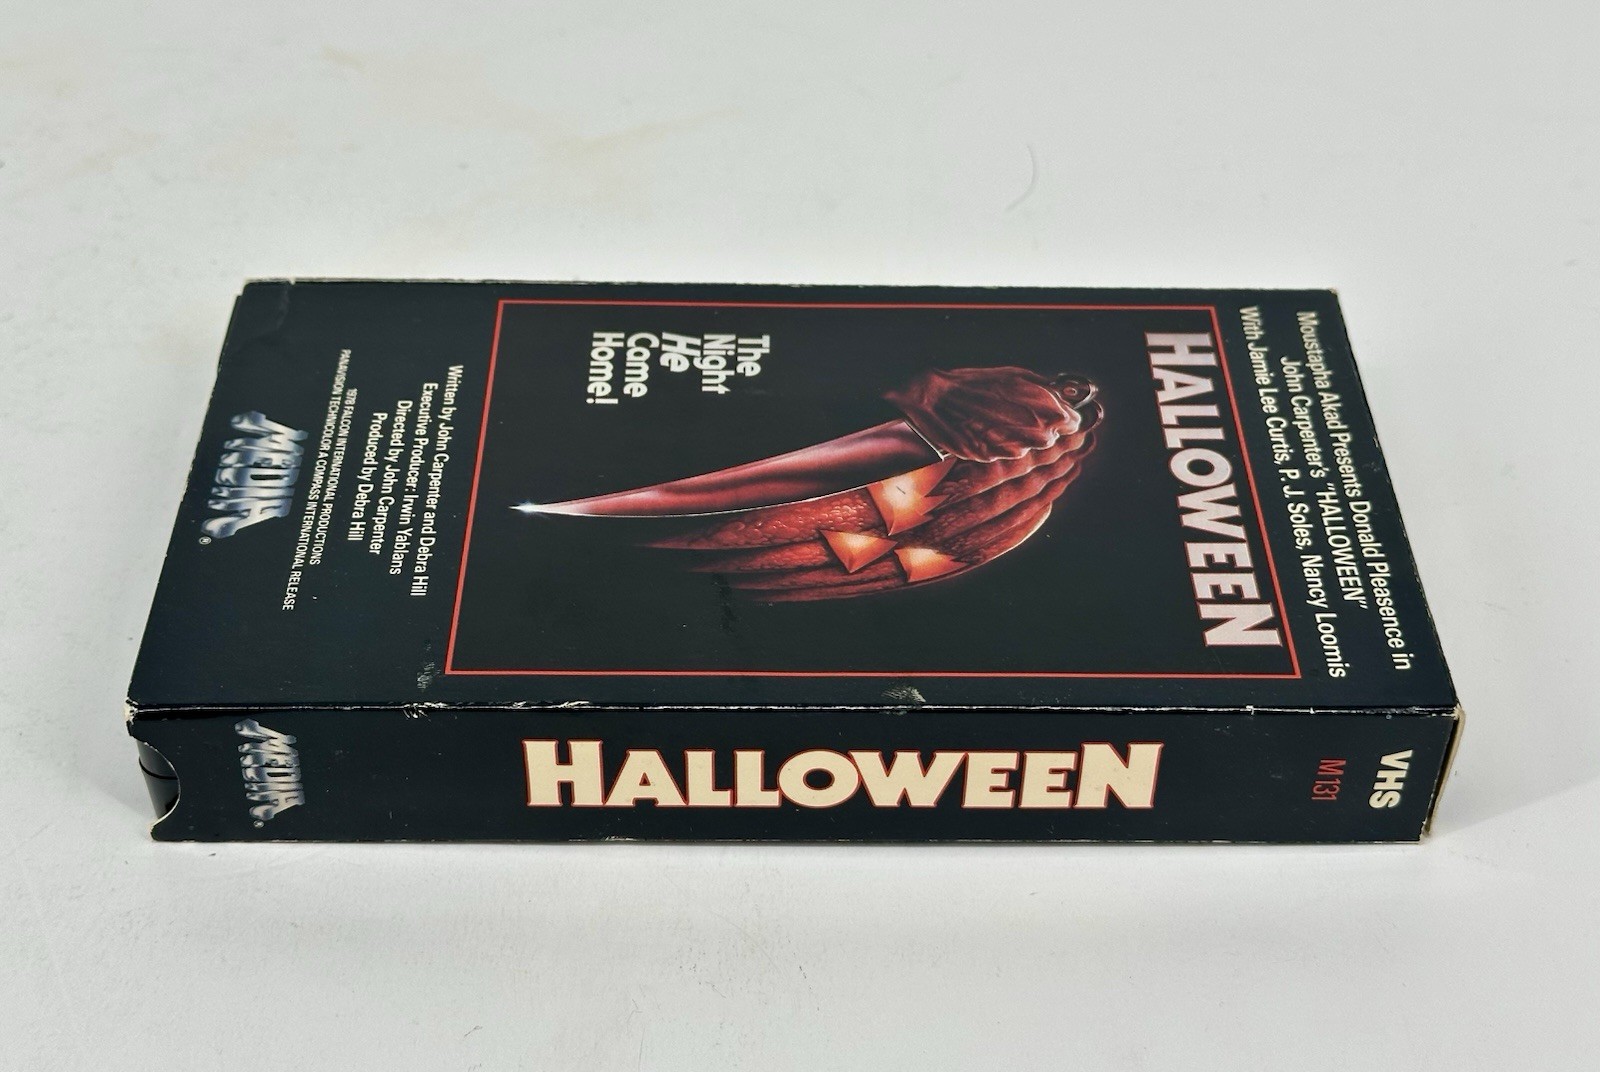 Moustapha Akad Presents Donald Pleasence in
John Carpenter's "HALLOWEEN"
With Jamie Lee Curtis, P. J. Soles, Nancy Loomis
HALLOWEEN
The
Night
He
Came
Home!
Written by John Carpenter and Debra Hill
Executive Producer: Irwin Yablans
Directed by John Carpenter
Produced by Debra Hill
1978 FALCON INTERNATIONAL PRODUCTIONS
PANAVISION TECHNICOLOR A COMPASS INTERNATIONAL RELEASE
MEDIA®
VHS
M131
HALLOWEEN
MEDIA®